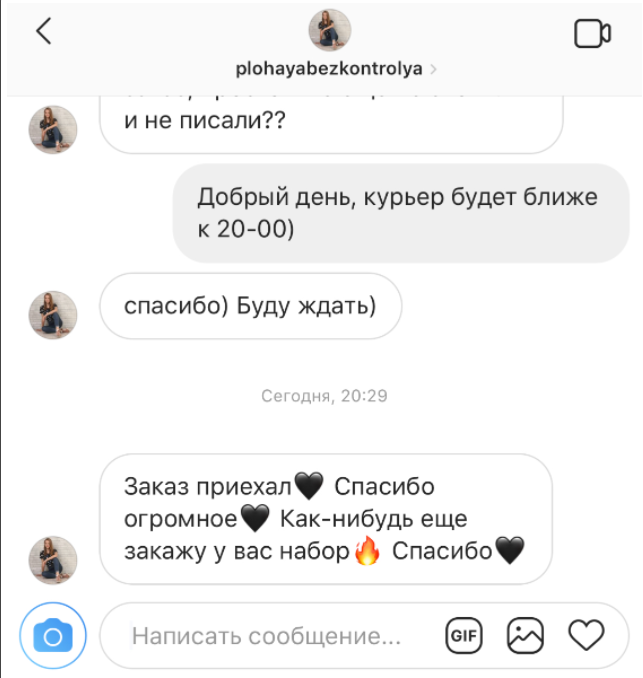 plohayabezkontrolya
и не писали??
Добрый день, курьер будет ближе
к 20-00)
спасибо) Буду ждать)
Сегодня, 20:29
Заказ приехал🖤 Спасибо
огромное🖤 Как-нибудь еще
закажу у вас набор🔥 Спасибо🖤
Написать сообщение... GIF